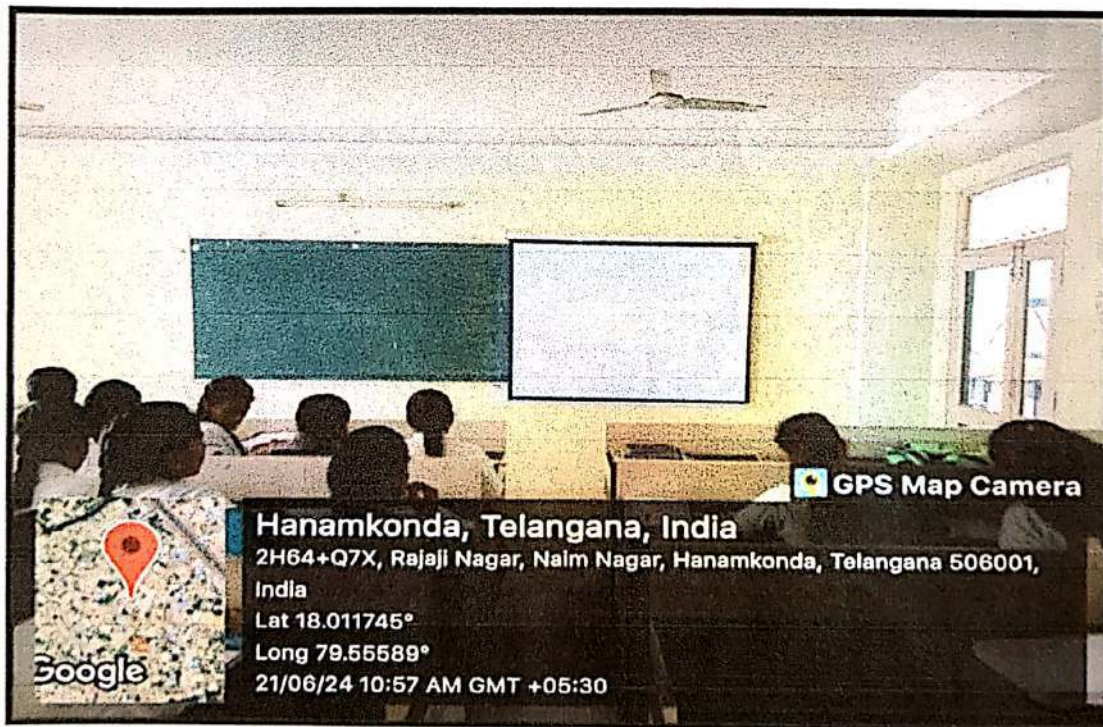 GPS Map Camera
Hanamkonda, Telangana, India
2H64+Q7X, Rajaji Nagar, Naim Nagar, Hanamkonda, Telangana 506001,
India
Lat 18.011745°
Long 79.55589°
21/06/24 10:57 AM GMT +05:30
Google